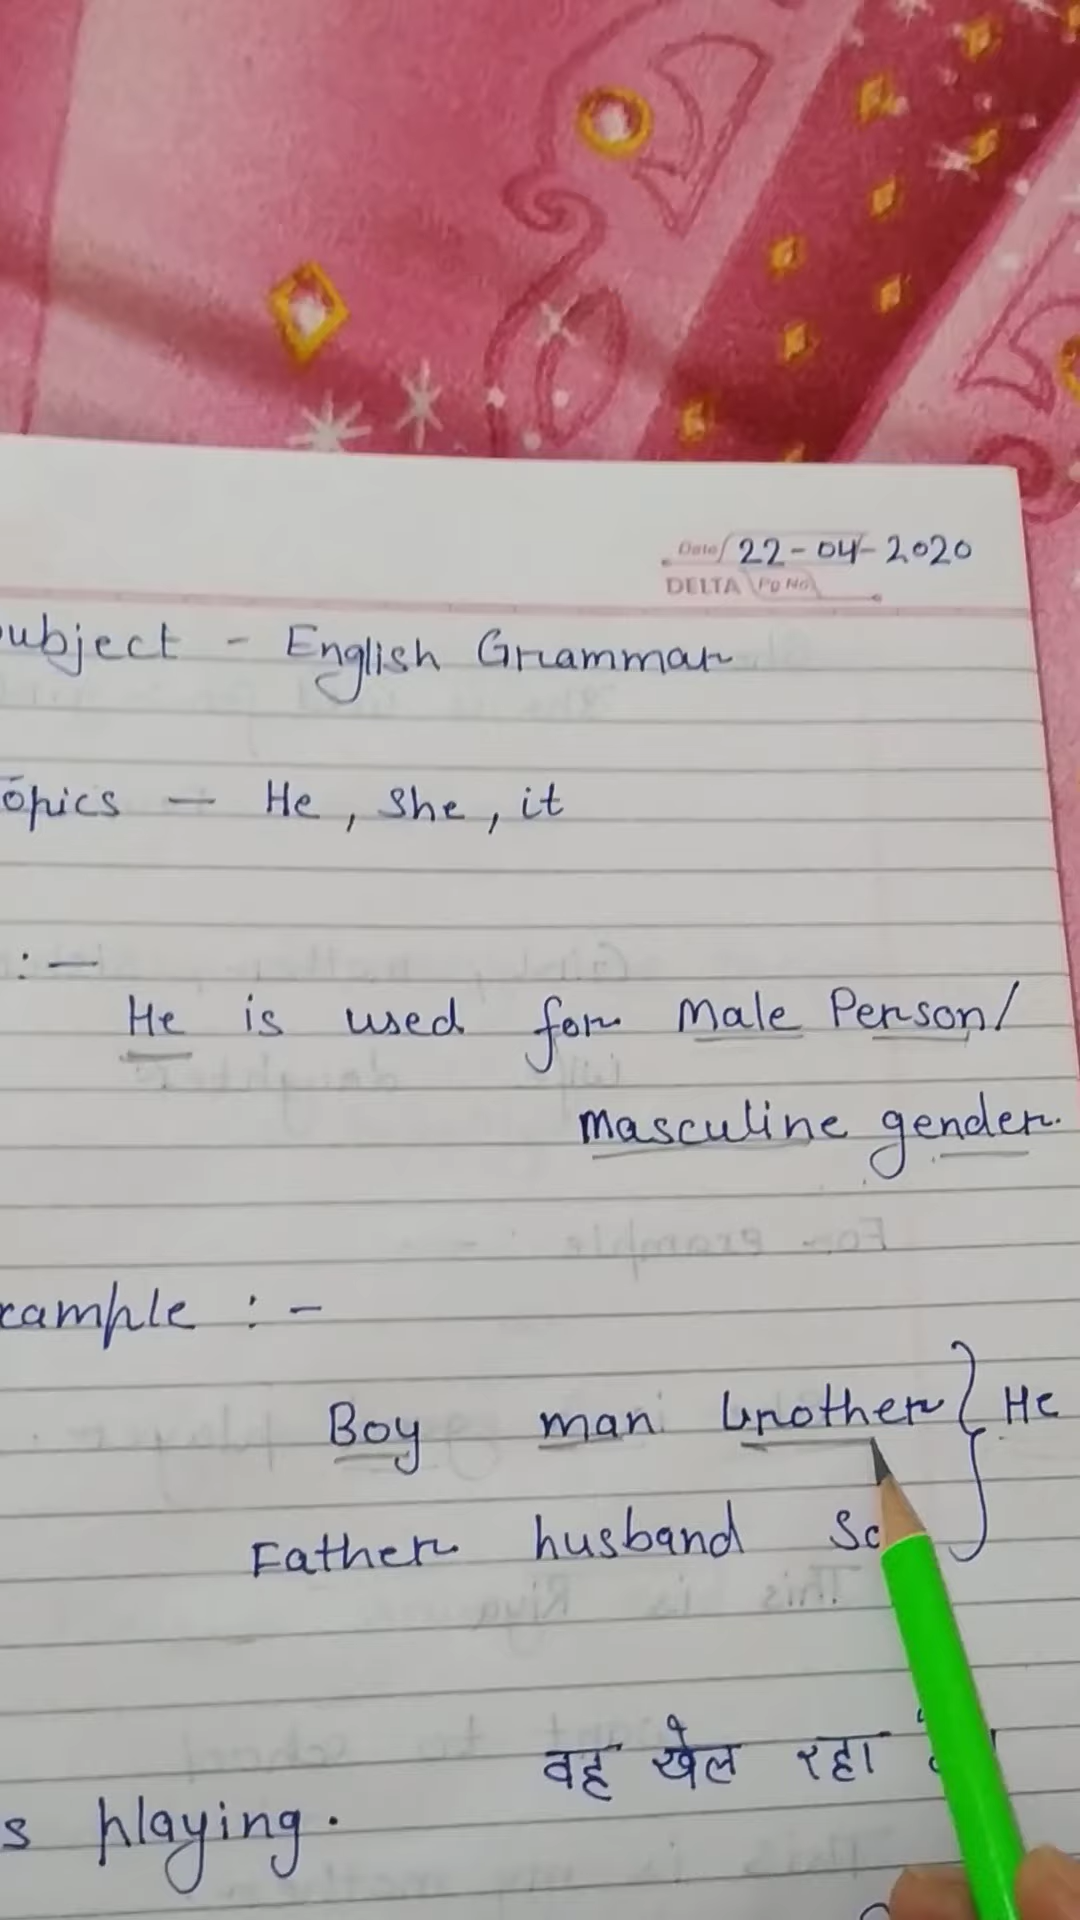 Date 22-04-2020
DELTA Pg No
ubject - English Grammar
opics — He, She, it
:-
He is used for Male Person/
masculine gender.
xample :-
Boy man brother } He
Father husband
वह खेल रहा
s playing.